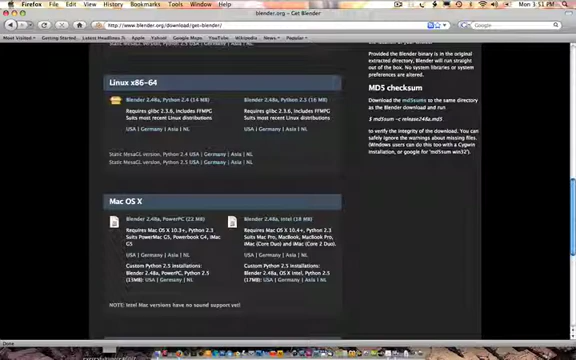 Firefox File Edit View History Bookmarks Tools Window Help
Mon 3:51 PM
blender.org - Get Blender
http://www.blender.org/download/get-blender/
Google
Most Visited Getting Started Latest Headlines Apple Yahoo! Google Maps YouTube Wikipedia News Popular
Linux x86-64
Blender 2.48a, Python 2.4 (14 MB)
Requires glibc 2.3.6, includes FFMPEG
Suits most recent Linux distributions
USA | Germany | Asia | NL
Blender 2.48a, Python 2.5 (16 MB)
Requires glibc 2.3.6, includes FFMPEG
Suits most recent Linux distributions
USA | Germany | Asia | NL
Static MesaGL version, Python 2.4 USA | Germany | Asia | NL
Static MesaGL version, Python 2.5 USA | Germany | Asia | NL
Mac OS X
Blender 2.48a, PowerPC (22 MB)
Requires Mac OS X 10.3+, Python 2.3
Suits PowerMac G5, Powerbook G4, iMac
G5
USA | Germany | Asia | NL
Custom Python 2.5 installations:
Blender 2.48a, PowerPC, Python 2.5
USA | Germany | Asia | NL
Blender 2.48a, Intel (18 MB)
Requires Mac OS X 10.4+, Python 2.3
Suits Mac Pro, MacBook, MacBook Pro,
iMac (Core Duo) and iMac (Core 2 Duo).
USA | Germany | Asia | NL
Custom Python 2.5 installations:
Blender 2.48a, OSX Intel, Python 2.5
(17MB): USA | Germany | Asia | NL
NOTE: Intel Mac versions have no sound support yet!
Provided the Blender binary is in the original
extracted directory, Blender will run straight
out of the box. No system libraries or system
preferences are altered.
MD5 checksum
Download the md5sums to the same directory
as the Blender download and run
$ md5sum -c release248a.md5
to verify the integrity of the download. You can
safely ignore the warnings about missing files.
(Windows users can do this too with a Cygwin
installation, or google for 'md5sum win32').
Done